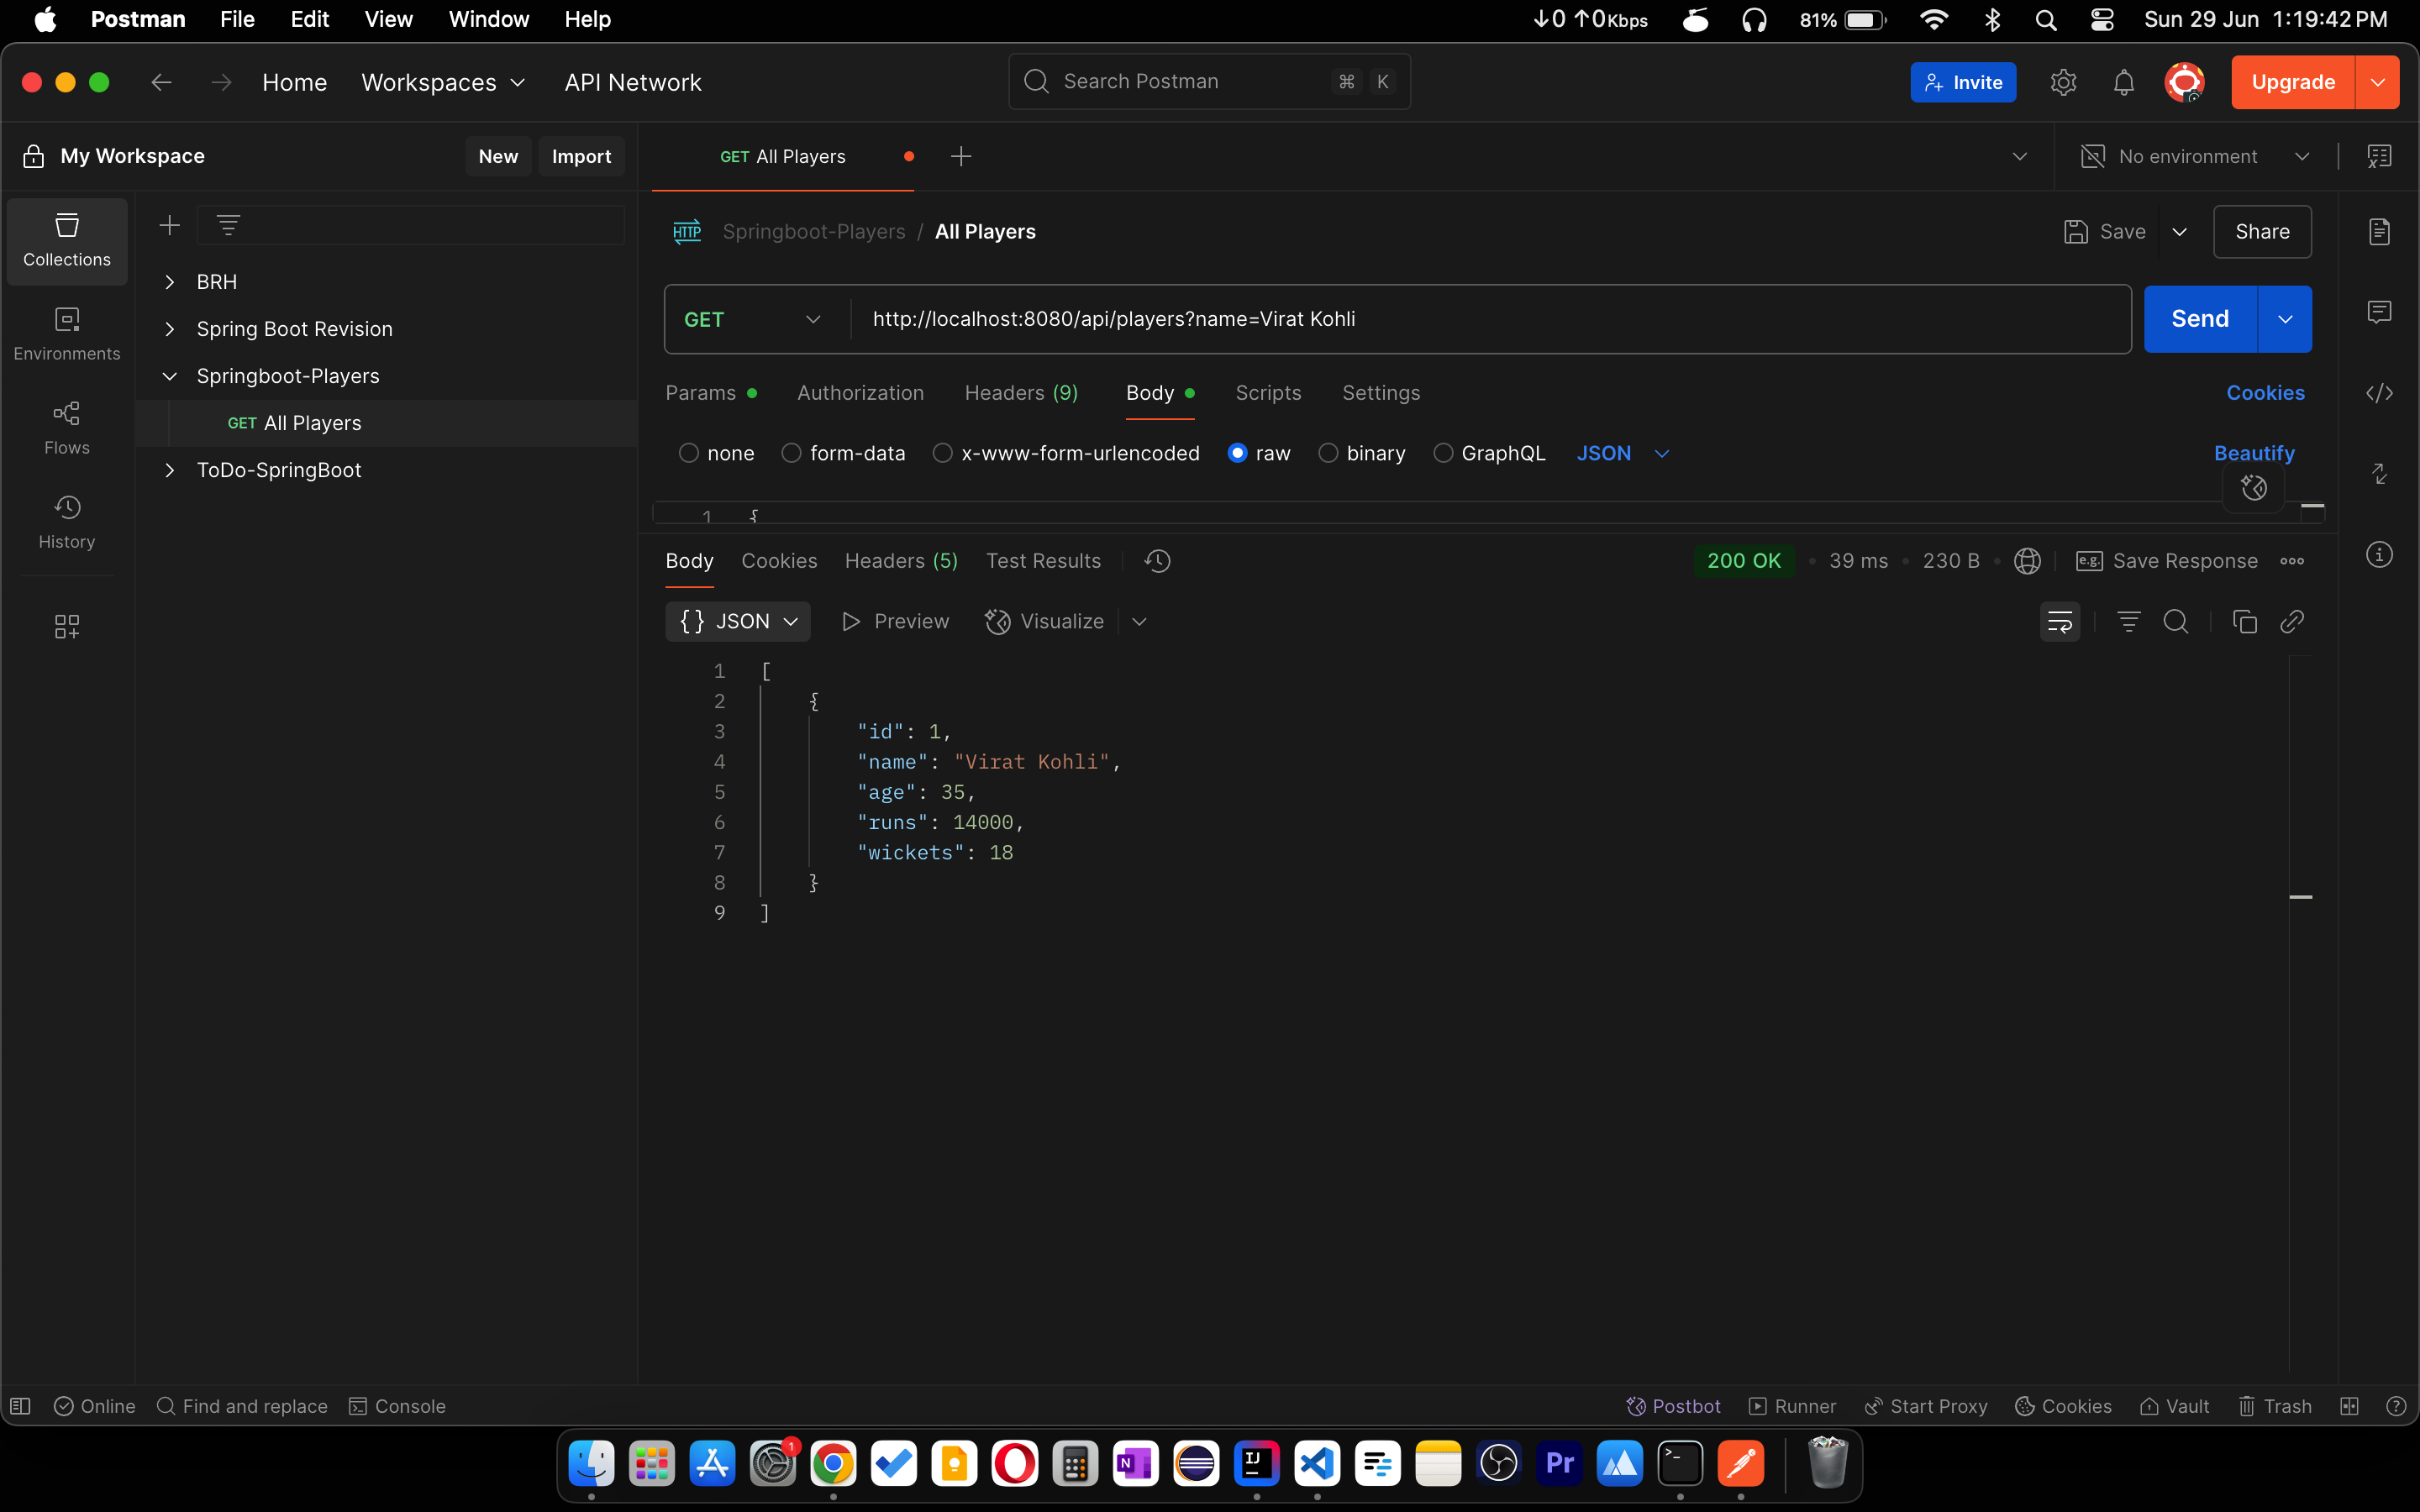 Postman File Edit View Window Help ↓0 ↑0Kbps 81% Sun 29 Jun 1:19:42 PM
Home Workspaces API Network Search Postman ⌘ K Invite Upgrade
My Workspace New Import GET All Players No environment
HTTP Springboot-Players / All Players Save Share
Collections
Environments
Flows
History
BRH
Spring Boot Revision
Springboot-Players
GET All Players
ToDo-SpringBoot
GET http://localhost:8080/api/players?name=Virat Kohli Send
Params Authorization Headers (9) Body Scripts Settings Cookies
none form-data x-www-form-urlencoded raw binary GraphQL JSON Beautify
1 {
Body Cookies Headers (5) Test Results 200 OK 39 ms 230 B e.g. Save Response
{} JSON Preview Visualize
1 [
2 {
3 "id": 1,
4 "name": "Virat Kohli",
5 "age": 35,
6 "runs": 14000,
7 "wickets": 18
8 }
9 ]
Online Find and replace Console Postbot Runner Start Proxy Cookies Vault Trash
1 N IJ Pr >_